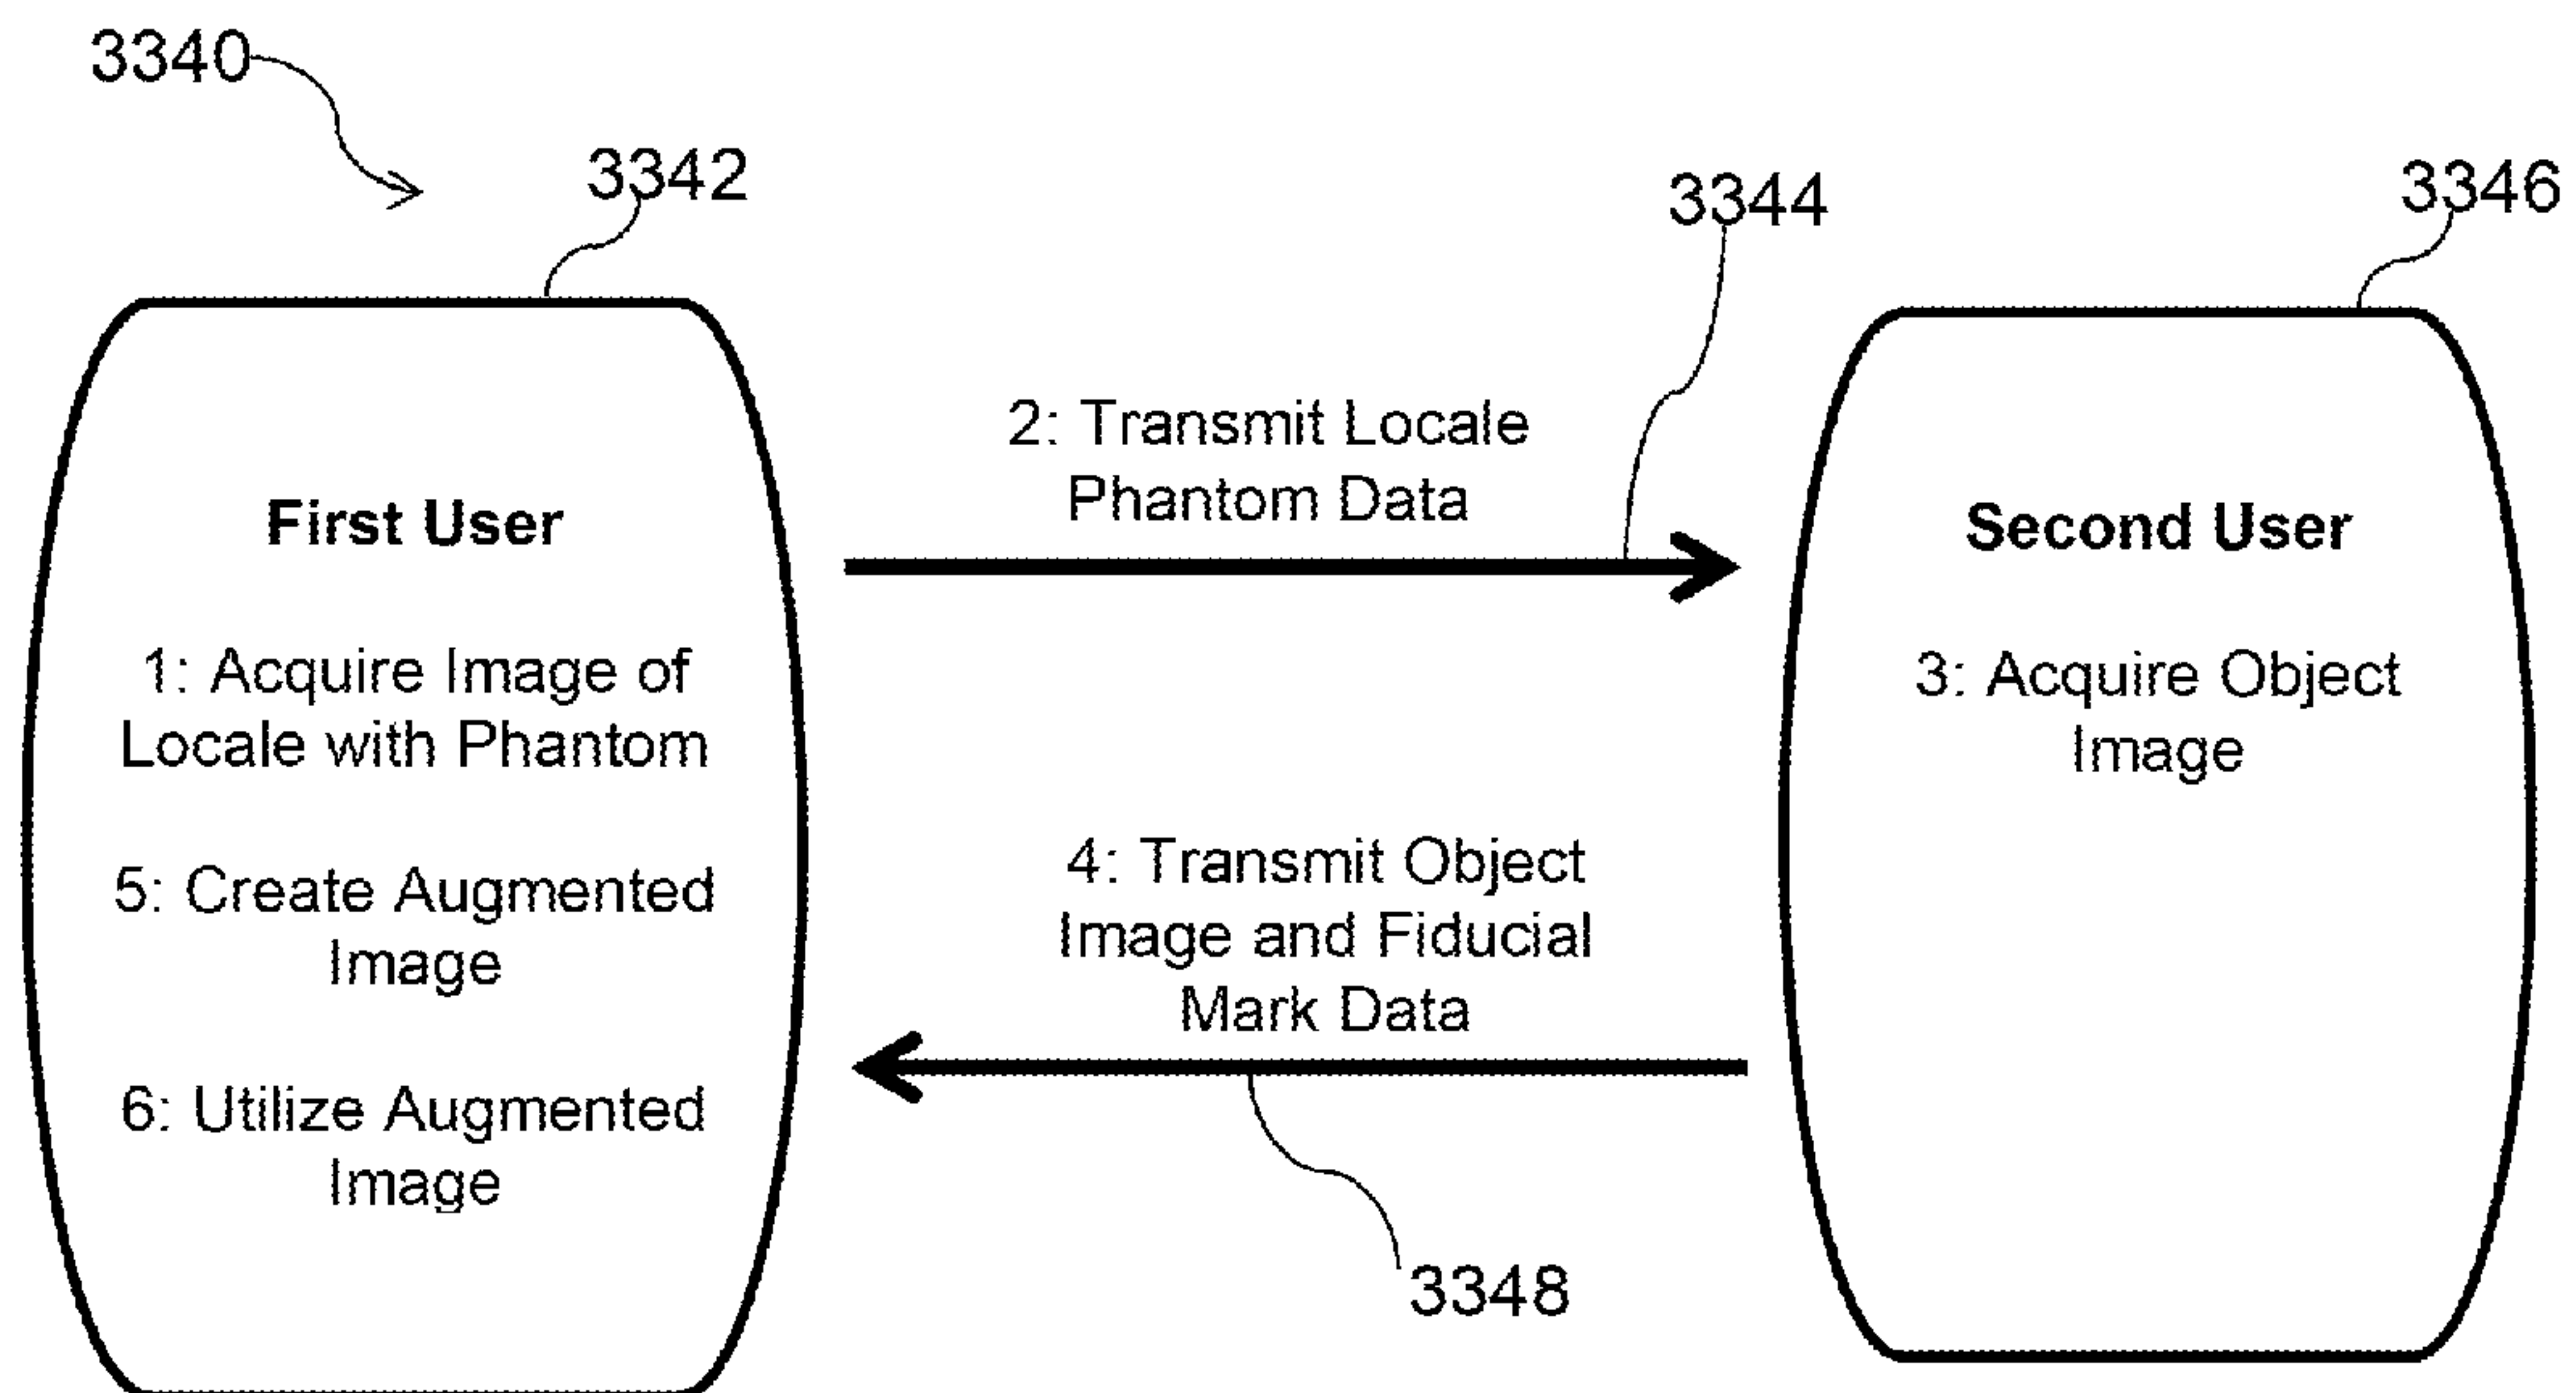 3340
3342
3344
3346
First User
1: Acquire Image of
Locale with Phantom
5: Create Augmented
Image
6: Utilize Augmented
Image
2: Transmit Locale
Phantom Data
4: Transmit Object
Image and Fiducial
Mark Data
3348
Second User
3: Acquire Object
Image